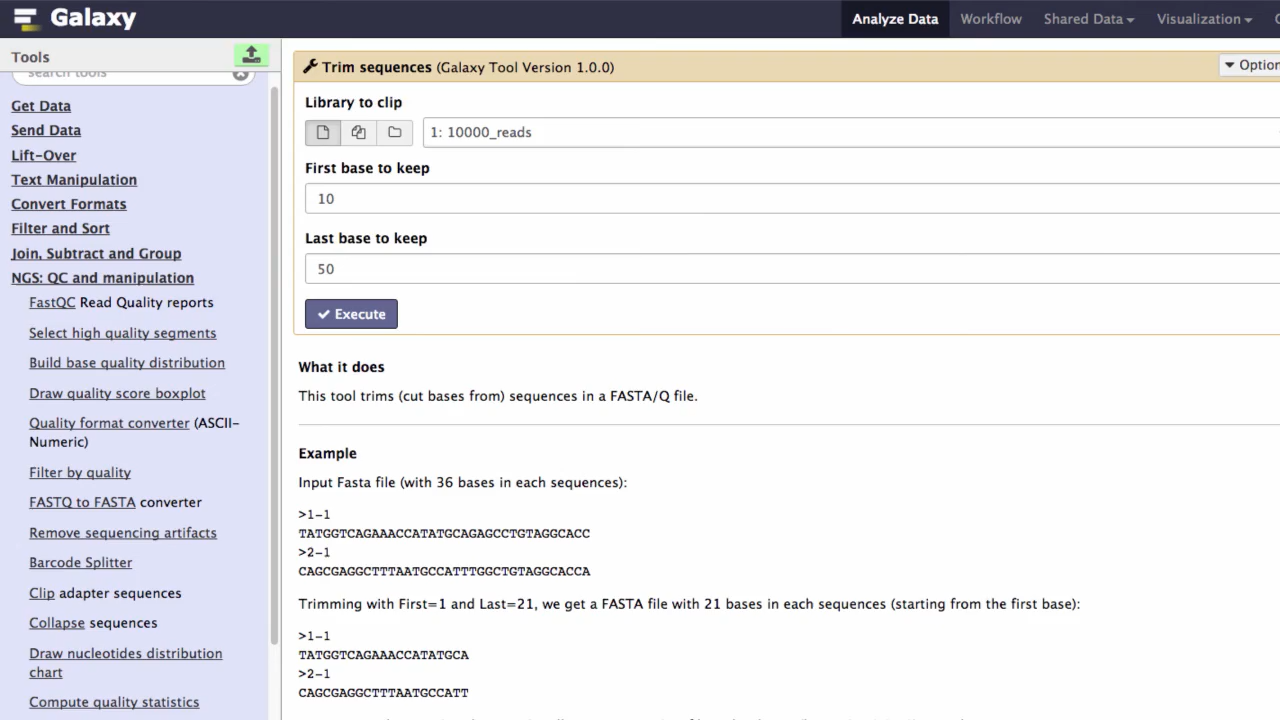 Galaxy
Analyze Data
Workflow
Shared Data
Visualization
Tools
search tools
Get Data
Send Data
Lift-Over
Text Manipulation
Convert Formats
Filter and Sort
Join, Subtract and Group
NGS: QC and manipulation
FastQC Read Quality reports
Select high quality segments
Build base quality distribution
Draw quality score boxplot
Quality format converter (ASCII-
Numeric)
Filter by quality
FASTQ to FASTA converter
Remove sequencing artifacts
Barcode Splitter
Clip adapter sequences
Collapse sequences
Draw nucleotides distribution
chart
Compute quality statistics
Trim sequences (Galaxy Tool Version 1.0.0)
Option
Library to clip
1: 10000_reads
First base to keep
10
Last base to keep
50
Execute
What it does
This tool trims (cut bases from) sequences in a FASTA/Q file.
Example
Input Fasta file (with 36 bases in each sequences):
>1-1
TATGGTCAGAAACCATATGCAGAGCCTGTAGGCACC
>2-1
CAGCGAGGCTTTAATGCCATTTGGCTGTAGGCACCA
Trimming with First=1 and Last=21, we get a FASTA file with 21 bases in each sequences (starting from the first base):
>1-1
TATGGTCAGAAACCATATGCA
>2-1
CAGCGAGGCTTTAATGCCATT